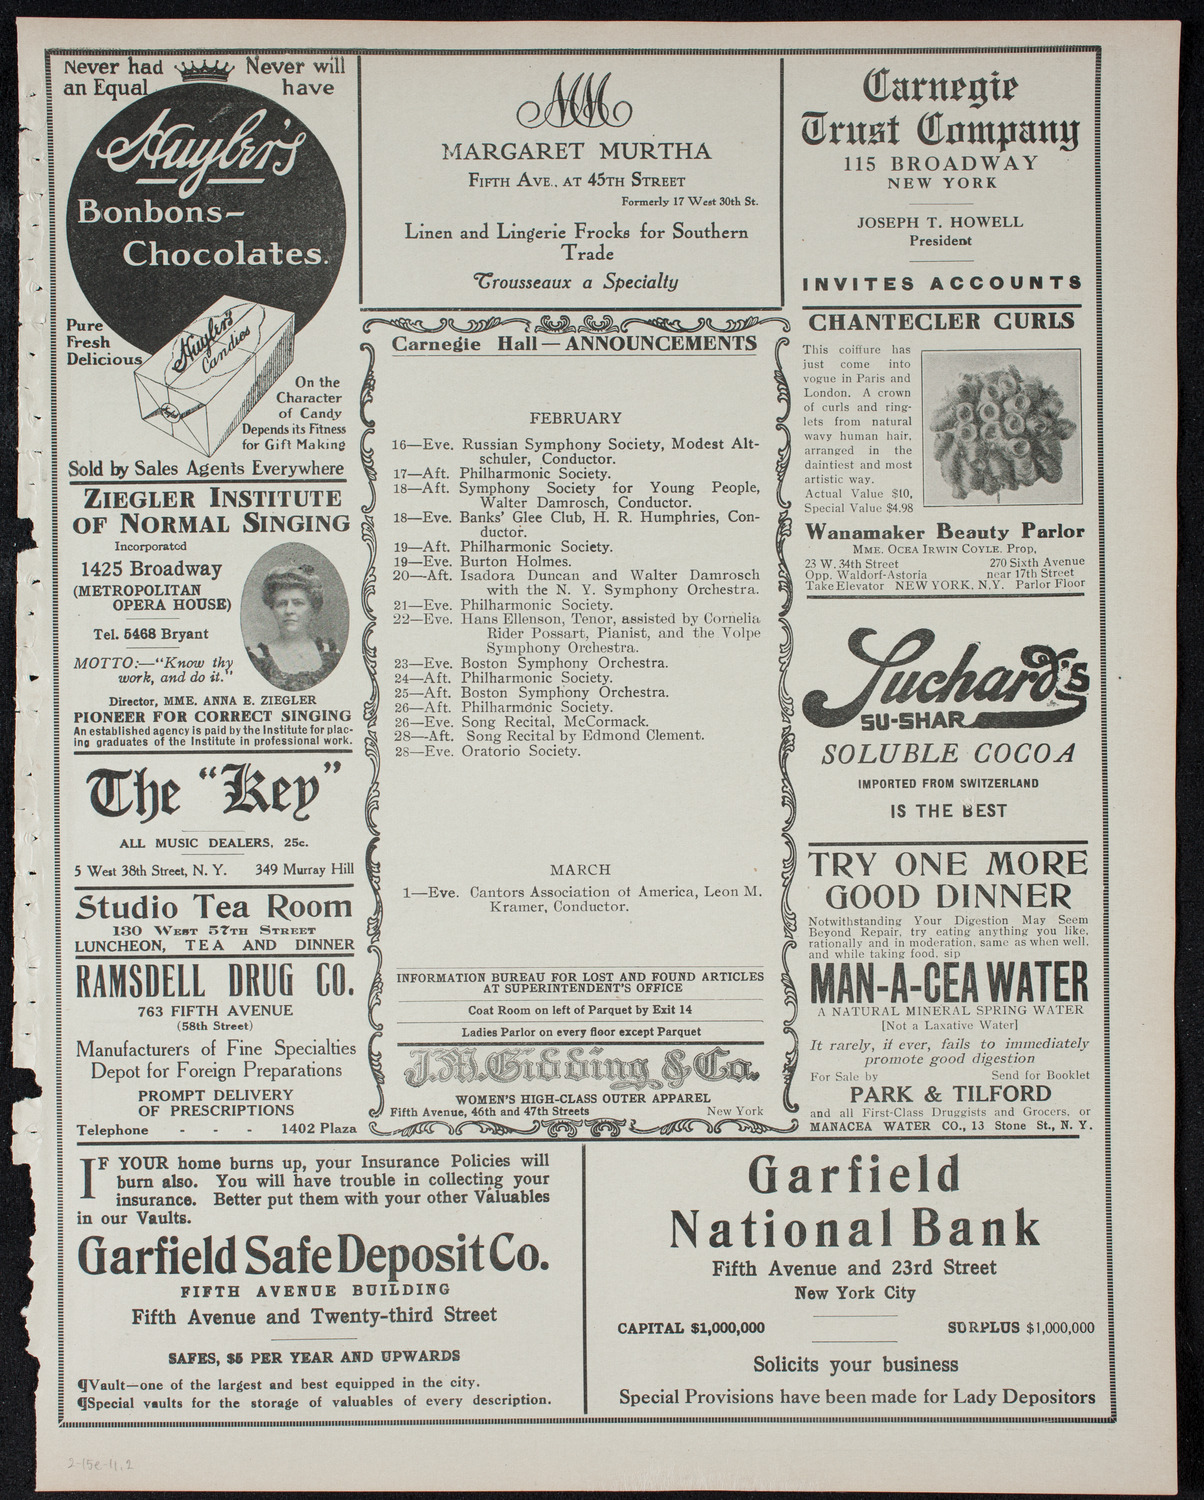 Never had Never will
an Equal have
Huyler's
Bonbons–
Chocolates.
Pure
Fresh
Delicious
Huyler's
Candies
On the
Character
of Candy
Depends its Fitness
for Gift Making
Sold by Sales Agents Everywhere
ZIEGLER INSTITUTE
OF NORMAL SINGING
Incorporated
1425 Broadway
(METROPOLITAN
OPERA HOUSE)
Tel. 5468 Bryant
MOTTO:—"Know thy
work, and do it."
Director, MME. ANNA E. ZIEGLER
PIONEER FOR CORRECT SINGING
An established agency is paid by the Institute for plac-
ing graduates of the Institute in professional work.
The "Key"
ALL MUSIC DEALERS, 25c.
5 West 38th Street, N. Y. 349 Murray Hill
Studio Tea Room
130 WEST 57TH STREET
LUNCHEON, TEA AND DINNER
RAMSDELL DRUG CO.
763 FIFTH AVENUE
(58th Street)
Manufacturers of Fine Specialties
Depot for Foreign Preparations
PROMPT DELIVERY
OF PRESCRIPTIONS
Telephone - - - 1402 Plaza
MM
MARGARET MURTHA
FIFTH AVE., AT 45TH STREET
Formerly 17 West 30th St.
Linen and Lingerie Frocks for Southern
Trade
Trousseaux a Specialty
Carnegie Hall — ANNOUNCEMENTS
FEBRUARY
16—Eve. Russian Symphony Society, Modest Alt-
schuler, Conductor.
17—Aft. Philharmonic Society.
18—Aft. Symphony Society for Young People,
Walter Damrosch, Conductor.
18—Eve. Banks' Glee Club, H. R. Humphries, Con-
ductor.
19—Aft. Philharmonic Society.
19—Eve. Burton Holmes.
20—Aft. Isadora Duncan and Walter Damrosch
with the N. Y. Symphony Orchestra.
21—Eve. Philharmonic Society.
22—Eve. Hans Ellenson, Tenor, assisted by Cornelia
Rider Possart, Pianist, and the Volpe
Symphony Orchestra.
23—Eve. Boston Symphony Orchestra.
24—Aft. Philharmonic Society.
25—Aft. Boston Symphony Orchestra.
26—Aft. Philharmonic Society.
26—Eve. Song Recital, McCormack.
28—Aft. Song Recital by Edmond Clement.
28—Eve. Oratorio Society.
MARCH
1—Eve. Cantors Association of America, Leon M.
Kramer, Conductor.
INFORMATION BUREAU FOR LOST AND FOUND ARTICLES
AT SUPERINTENDENT'S OFFICE
Coat Room on left of Parquet by Exit 14
Ladies Parlor on every floor except Parquet
J. M. Gidding & Co.
WOMEN'S HIGH-CLASS OUTER APPAREL
Fifth Avenue, 46th and 47th Streets New York
Carnegie
Trust Company
115 BROADWAY
NEW YORK
JOSEPH T. HOWELL
President
INVITES ACCOUNTS
CHANTECLER CURLS
This coiffure has
just come into
vogue in Paris and
London. A crown
of curls and ring-
lets from natural
wavy human hair,
arranged in the
daintiest and most
artistic way.
Actual Value $10,
Special Value $4.98
Wanamaker Beauty Parlor
MME. OCEA IRWIN COYLE. Prop,
23 W. 34th Street 270 Sixth Avenue
Opp. Waldorf-Astoria near 17th Street
Take Elevator NEW YORK, N.Y. Parlor Floor
Suchard's
SU-SHAR
SOLUBLE COCOA
IMPORTED FROM SWITZERLAND
IS THE BEST
TRY ONE MORE
GOOD DINNER
Notwithstanding Your Digestion May Seem
Beyond Repair, try eating anything you like,
rationally and in moderation, same as when well,
and while taking food, sip
MAN-A-CEA WATER
A NATURAL MINERAL SPRING WATER
[Not a Laxative Water]
It rarely, if ever, fails to immediately
promote good digestion
For Sale by Send for Booklet
PARK & TILFORD
and all First-Class Druggists and Grocers, or
MANACEA WATER CO., 13 Stone St., N. Y.
IF YOUR home burns up, your Insurance Policies will
burn also. You will have trouble in collecting your
insurance. Better put them with your other Valuables
in our Vaults.
Garfield Safe Deposit Co.
FIFTH AVENUE BUILDING
Fifth Avenue and Twenty-third Street
SAFES, $5 PER YEAR AND UPWARDS
¶Vault—one of the largest and best equipped in the city.
¶Special vaults for the storage of valuables of every description.
Garfield
National Bank
Fifth Avenue and 23rd Street
New York City
CAPITAL $1,000,000 SURPLUS $1,000,000
Solicits your business
Special Provisions have been made for Lady Depositors
2-15e-11.2